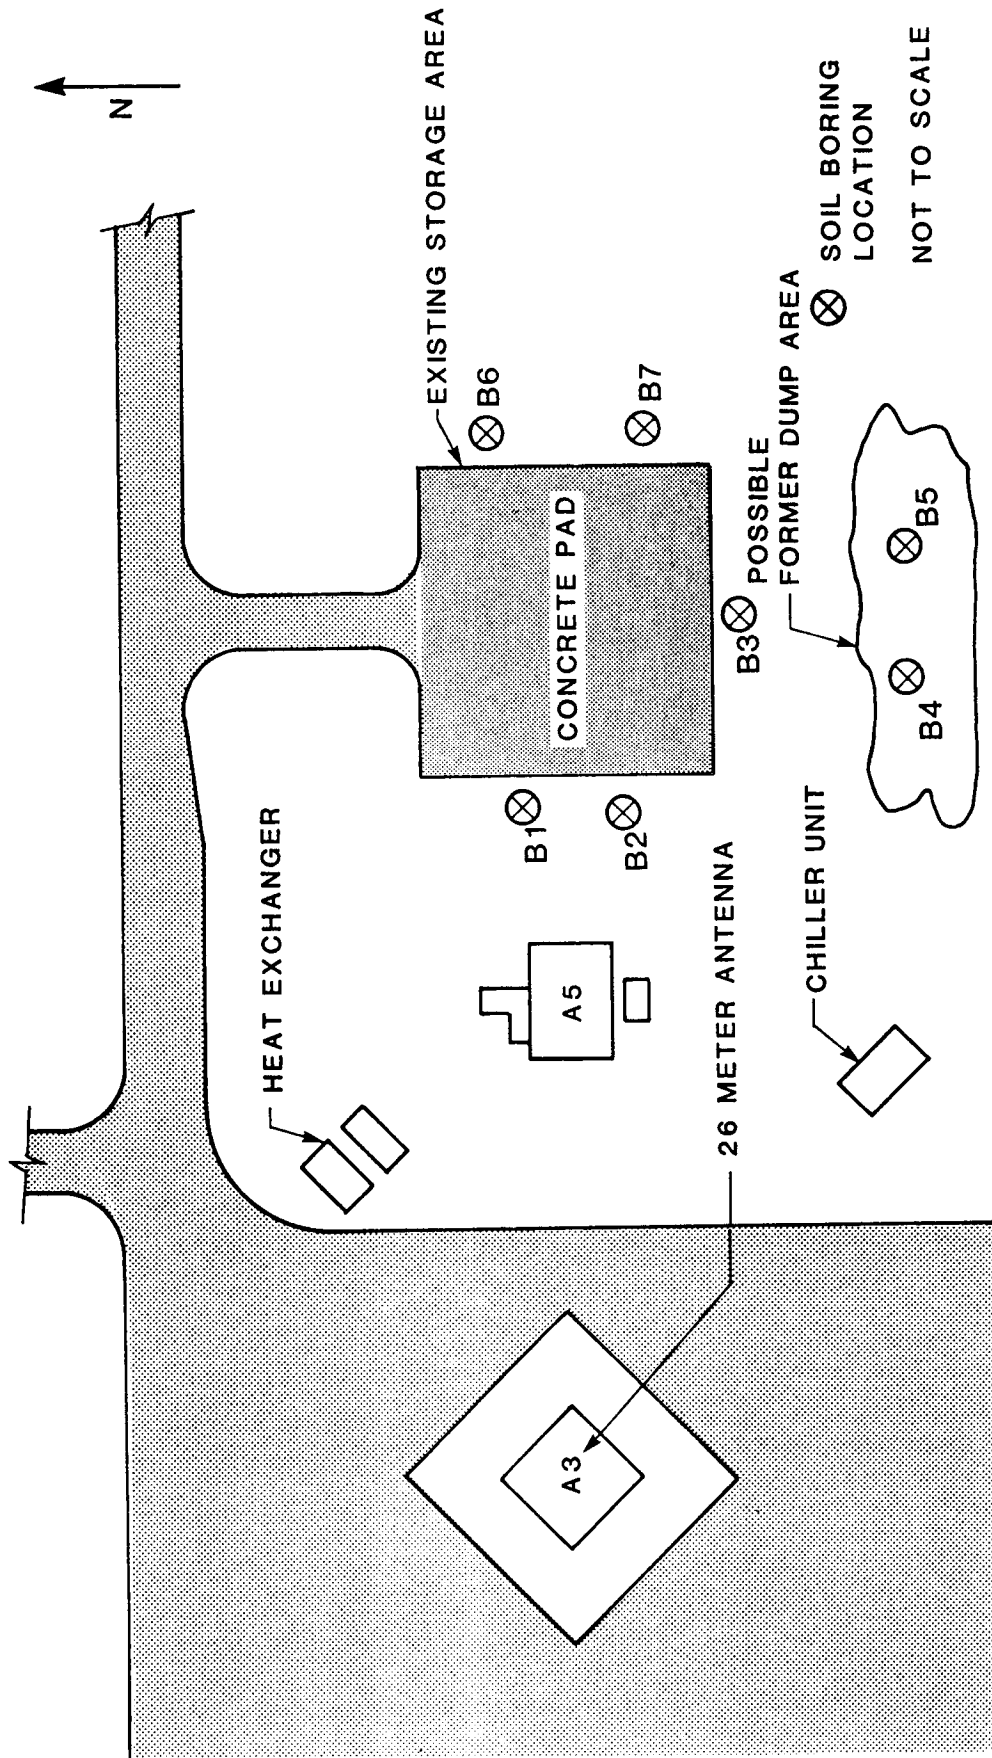 N
EXISTING STORAGE AREA
HEAT EXCHANGER
B6
B1
CONCRETE PAD
A5
A3
B7
B2
26 METER ANTENNA
B3
POSSIBLE
FORMER DUMP AREA
CHILLER UNIT
B4
B5
SOIL BORING
LOCATION
NOT TO SCALE